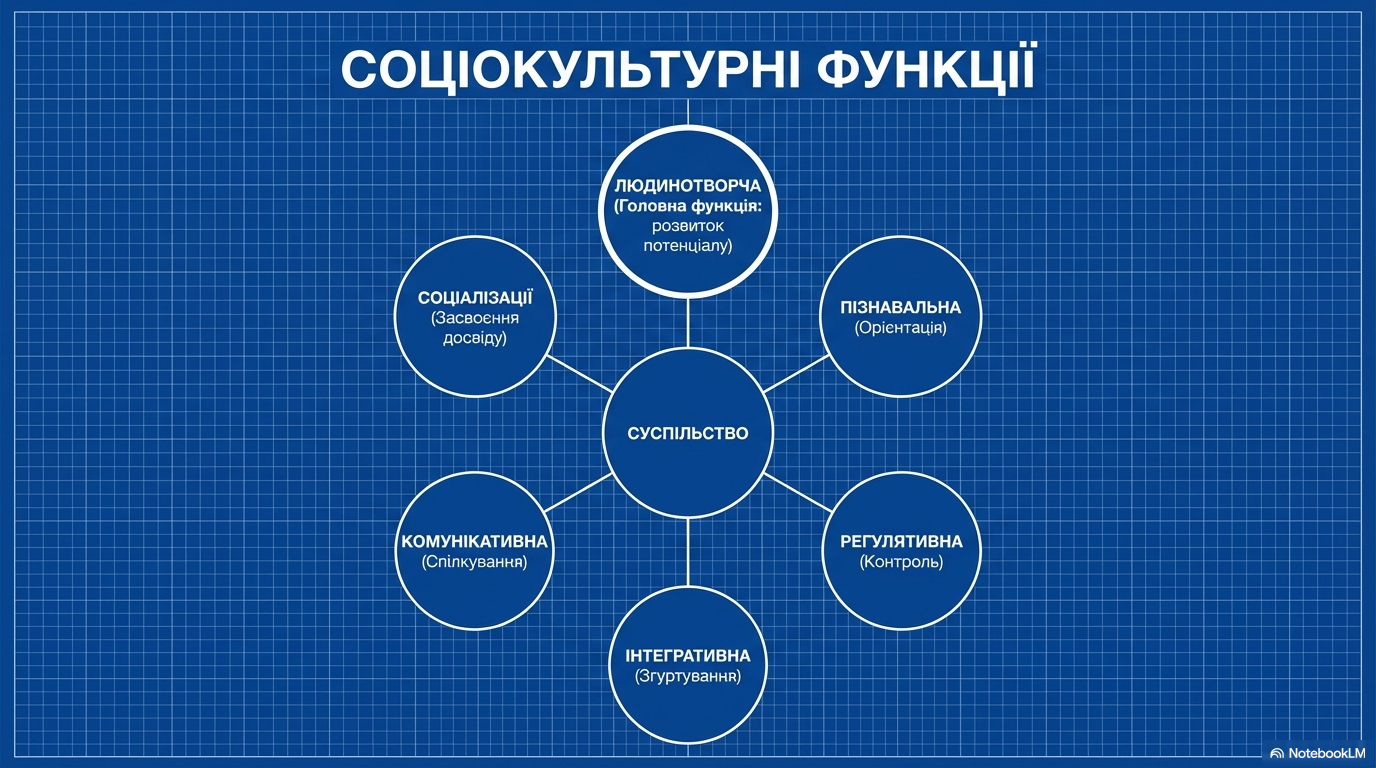 СОЦІОКУЛЬТУРНІ ФУНКЦІЇ
ЛЮДИНОТВОРЧА
(Головна функція:
розвиток
потенціалу)
СОЦІАЛІЗАЦІЇ
(Засвоєння
досвіду)
ПІЗНАВАЛЬНА
(Орієнтація)
СУСПІЛЬСТВО
КОМУНІКАТИВНА
(Спілкування)
РЕГУЛЯТИВНА
(Контроль)
ІНТЕГРАТИВНА
(Згуртування)
NotebookLM